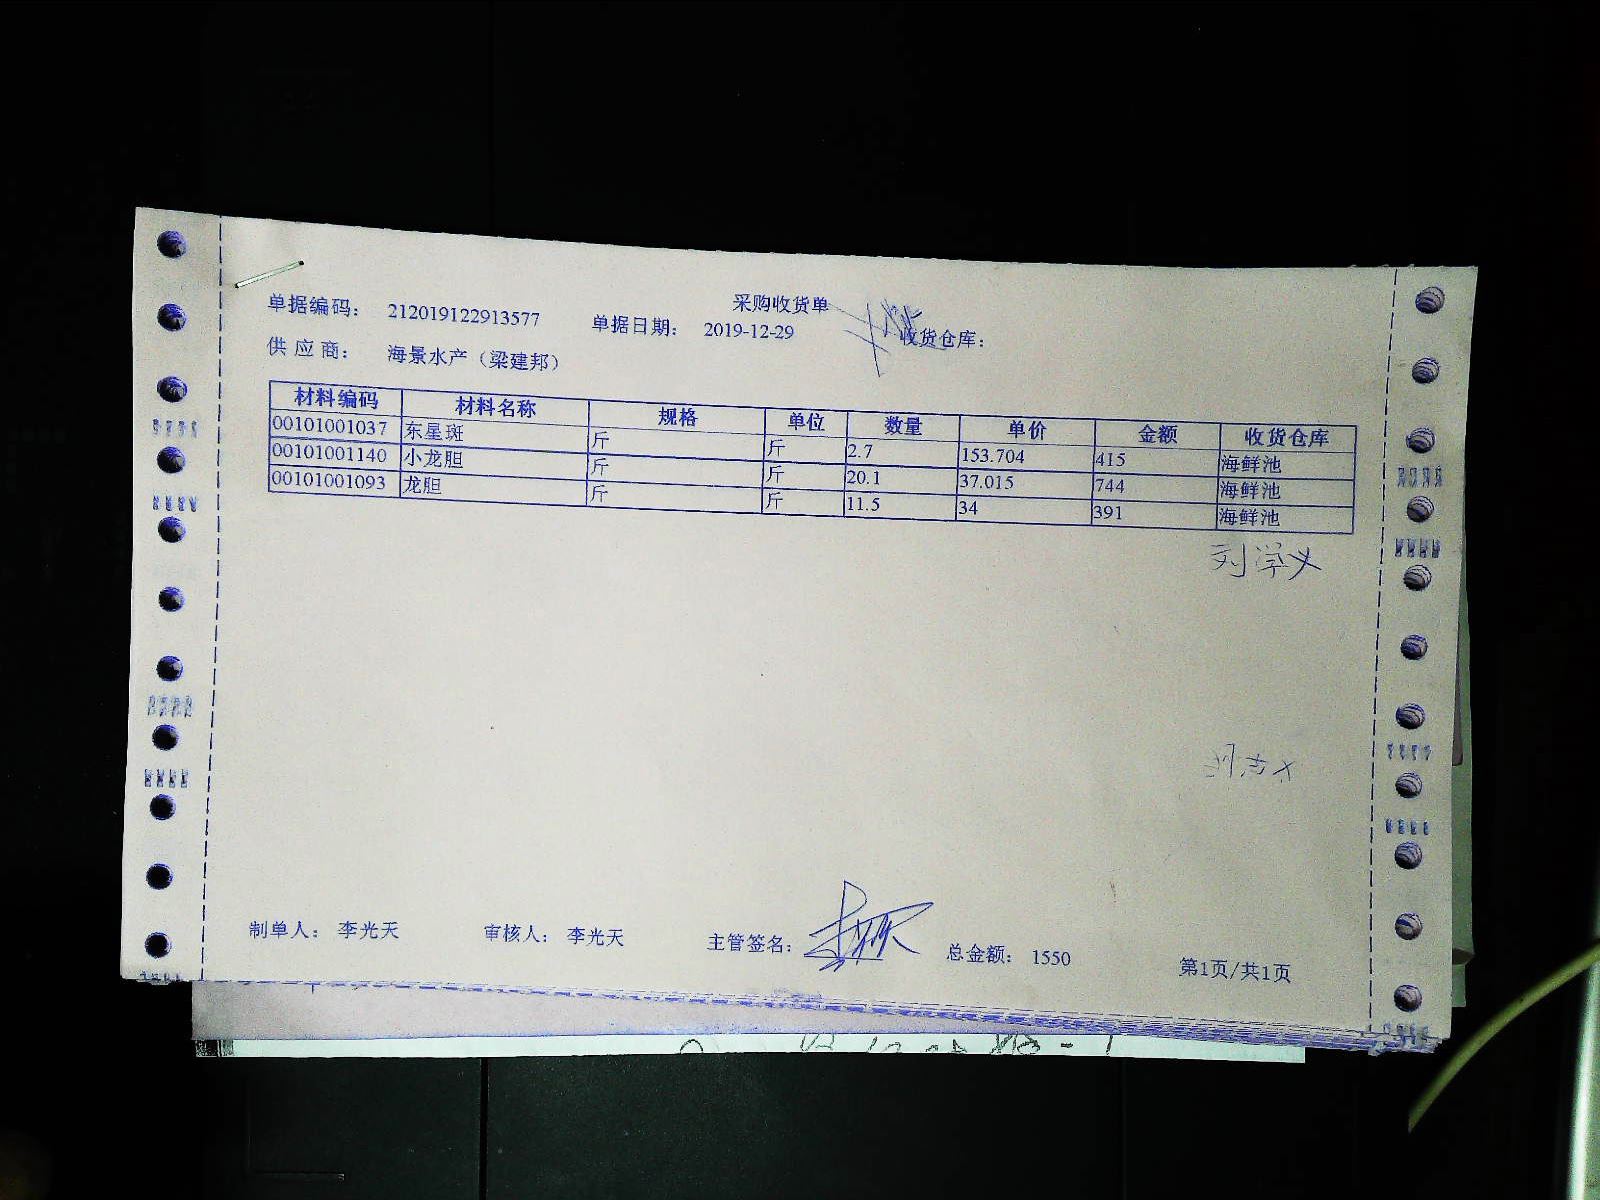 采购收货单
单据编码： 212019122913577 单据日期： 2019-12-29 收货仓库：
供应商： 海景水产（梁建邦）
材料编码 材料名称 规格 单位 数量 单价 金额 收货仓库
00101001037 东星斑 斤 斤 2.7 153.704 415 海鲜池
00101001140 小龙胆 斤 斤 20.1 37.015 744 海鲜池
00101001093 龙胆 斤 斤 11.5 34 391 海鲜池
刘学义
制单人： 李光天 审核人： 李光天 主管签名： 总金额： 1550 第1页/共1页